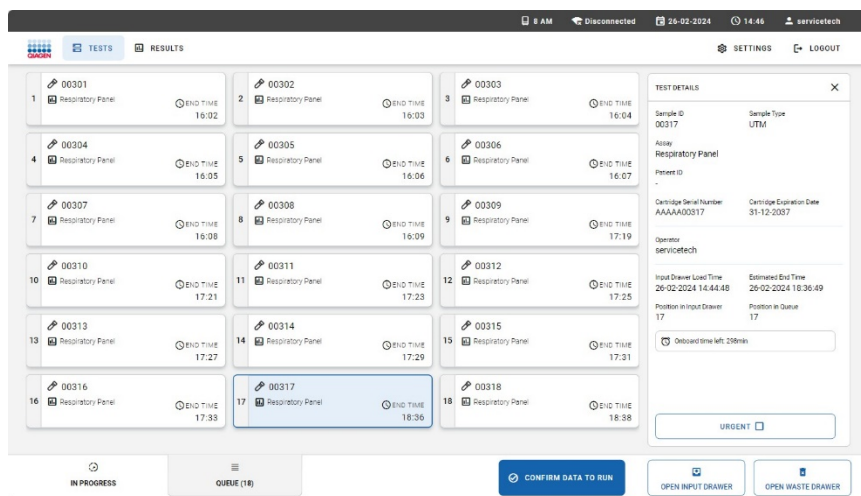 8 AM Disconnected 26-02-2024 14:46 servicetech
QIAGEN TESTS RESULTS SETTINGS LOGOUT
1 00301 Respiratory Panel END TIME 16:02
2 00302 Respiratory Panel END TIME 16:03
3 00303 Respiratory Panel END TIME 16:04
4 00304 Respiratory Panel END TIME 16:05
5 00305 Respiratory Panel END TIME 16:06
6 00306 Respiratory Panel END TIME 16:07
7 00307 Respiratory Panel END TIME 16:08
8 00308 Respiratory Panel END TIME 16:09
9 00309 Respiratory Panel END TIME 17:19
10 00310 Respiratory Panel END TIME 17:21
11 00311 Respiratory Panel END TIME 17:23
12 00312 Respiratory Panel END TIME 17:25
13 00313 Respiratory Panel END TIME 17:27
14 00314 Respiratory Panel END TIME 17:29
15 00315 Respiratory Panel END TIME 17:31
16 00316 Respiratory Panel END TIME 17:33
17 00317 Respiratory Panel END TIME 18:36
18 00318 Respiratory Panel END TIME 18:38
TEST DETAILS
Sample ID Sample Type
00317 UTM
Assay
Respiratory Panel
Patient ID
-
Cartridge Serial Number Cartridge Expiration Date
AAAAA00317 31-12-2037
Operator
servicetech
Input Drawer Load Time Estimated End Time
26-02-2024 14:44:48 26-02-2024 18:36:49
Position in Input Drawer Position in Queue
17 17
Onboard time left: 298min
URGENT
IN PROGRESS QUEUE (18) CONFIRM DATA TO RUN OPEN INPUT DRAWER OPEN WASTE DRAWER